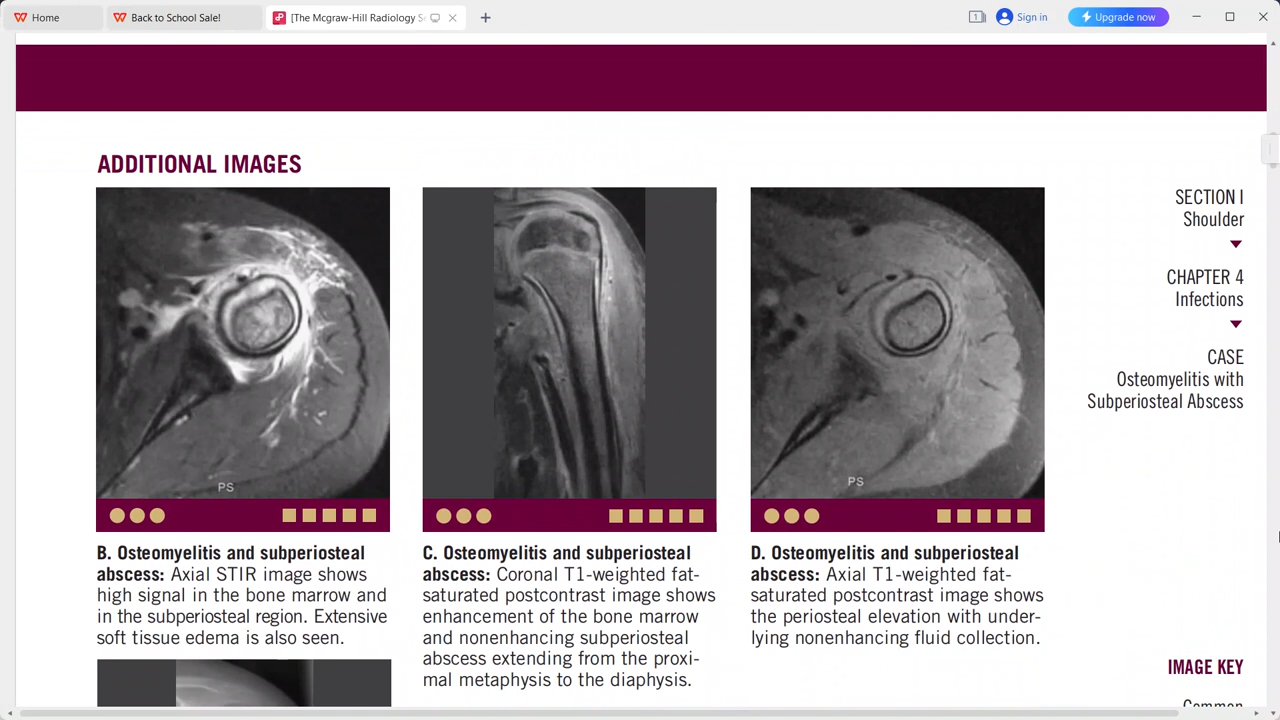 Home
Back to School Sale!
[The Mcgraw-Hill Radiology S
1
Sign in
Upgrade now
ADDITIONAL IMAGES
PS
PS
B. Osteomyelitis and subperiosteal
abscess: Axial STIR image shows
high signal in the bone marrow and
in the subperiosteal region. Extensive
soft tissue edema is also seen.
C. Osteomyelitis and subperiosteal
abscess: Coronal T1-weighted fat-
saturated postcontrast image shows
enhancement of the bone marrow
and nonenhancing subperiosteal
abscess extending from the proxi-
mal metaphysis to the diaphysis.
D. Osteomyelitis and subperiosteal
abscess: Axial T1-weighted fat-
saturated postcontrast image shows
the periosteal elevation with under-
lying nonenhancing fluid collection.
SECTION I
Shoulder
CHAPTER 4
Infections
CASE
Osteomyelitis with
Subperiosteal Abscess
IMAGE KEY
Common